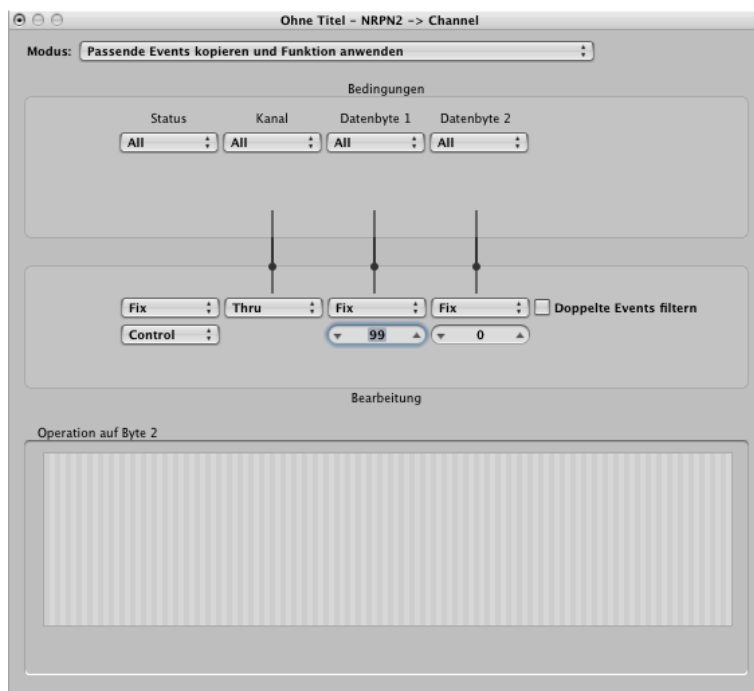 Ohne Titel – NRPN2 –> Channel
Modus: Passende Events kopieren und Funktion anwenden
Bedingungen
Status Kanal Datenbyte 1 Datenbyte 2
All All All All
Fix Thru Fix Fix Doppelte Events filtern
Control 99 0
Bearbeitung
Operation auf Byte 2